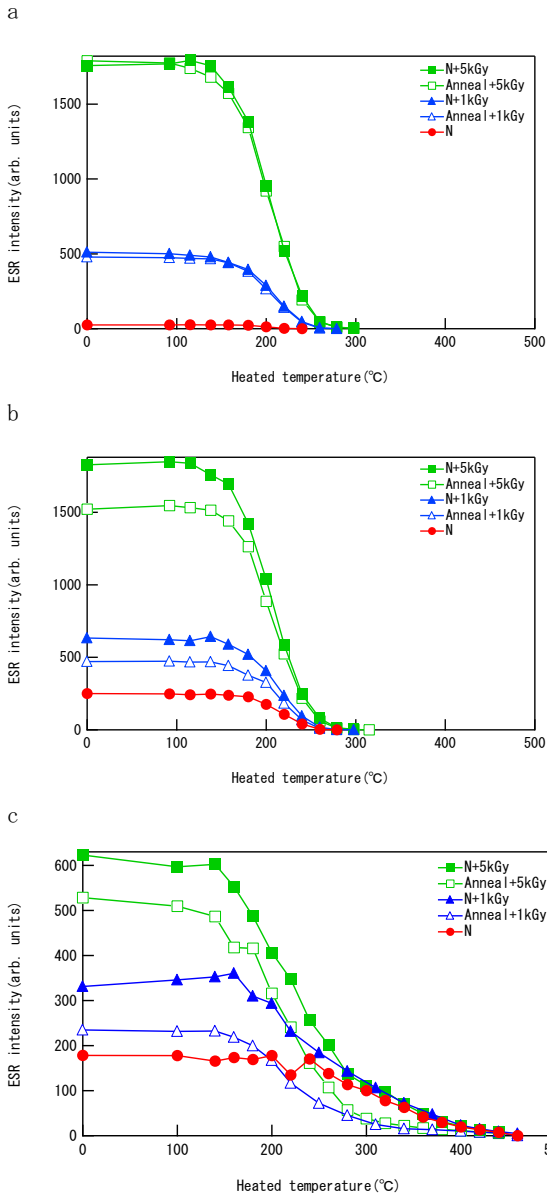 a
ESR intensity(arb. units)
1500
1000
500
0
N+5kGy
Anneal+5kGy
N+1kGy
Anneal+1kGy
N
0 100 200 300 400 500
Heated temperature(℃)
b
ESR intensity(arb. units)
1500
1000
500
0
N+5kGy
Anneal+5kGy
N+1kGy
Anneal+1kGy
N
0 100 200 300 400 500
Heated temperature(℃)
c
ESR intensity(arb. units)
600
500
400
300
200
100
0
N+5kGy
Anneal+5kGy
N+1kGy
Anneal+1kGy
N
0 100 200 300 400
Heated temperature(℃)